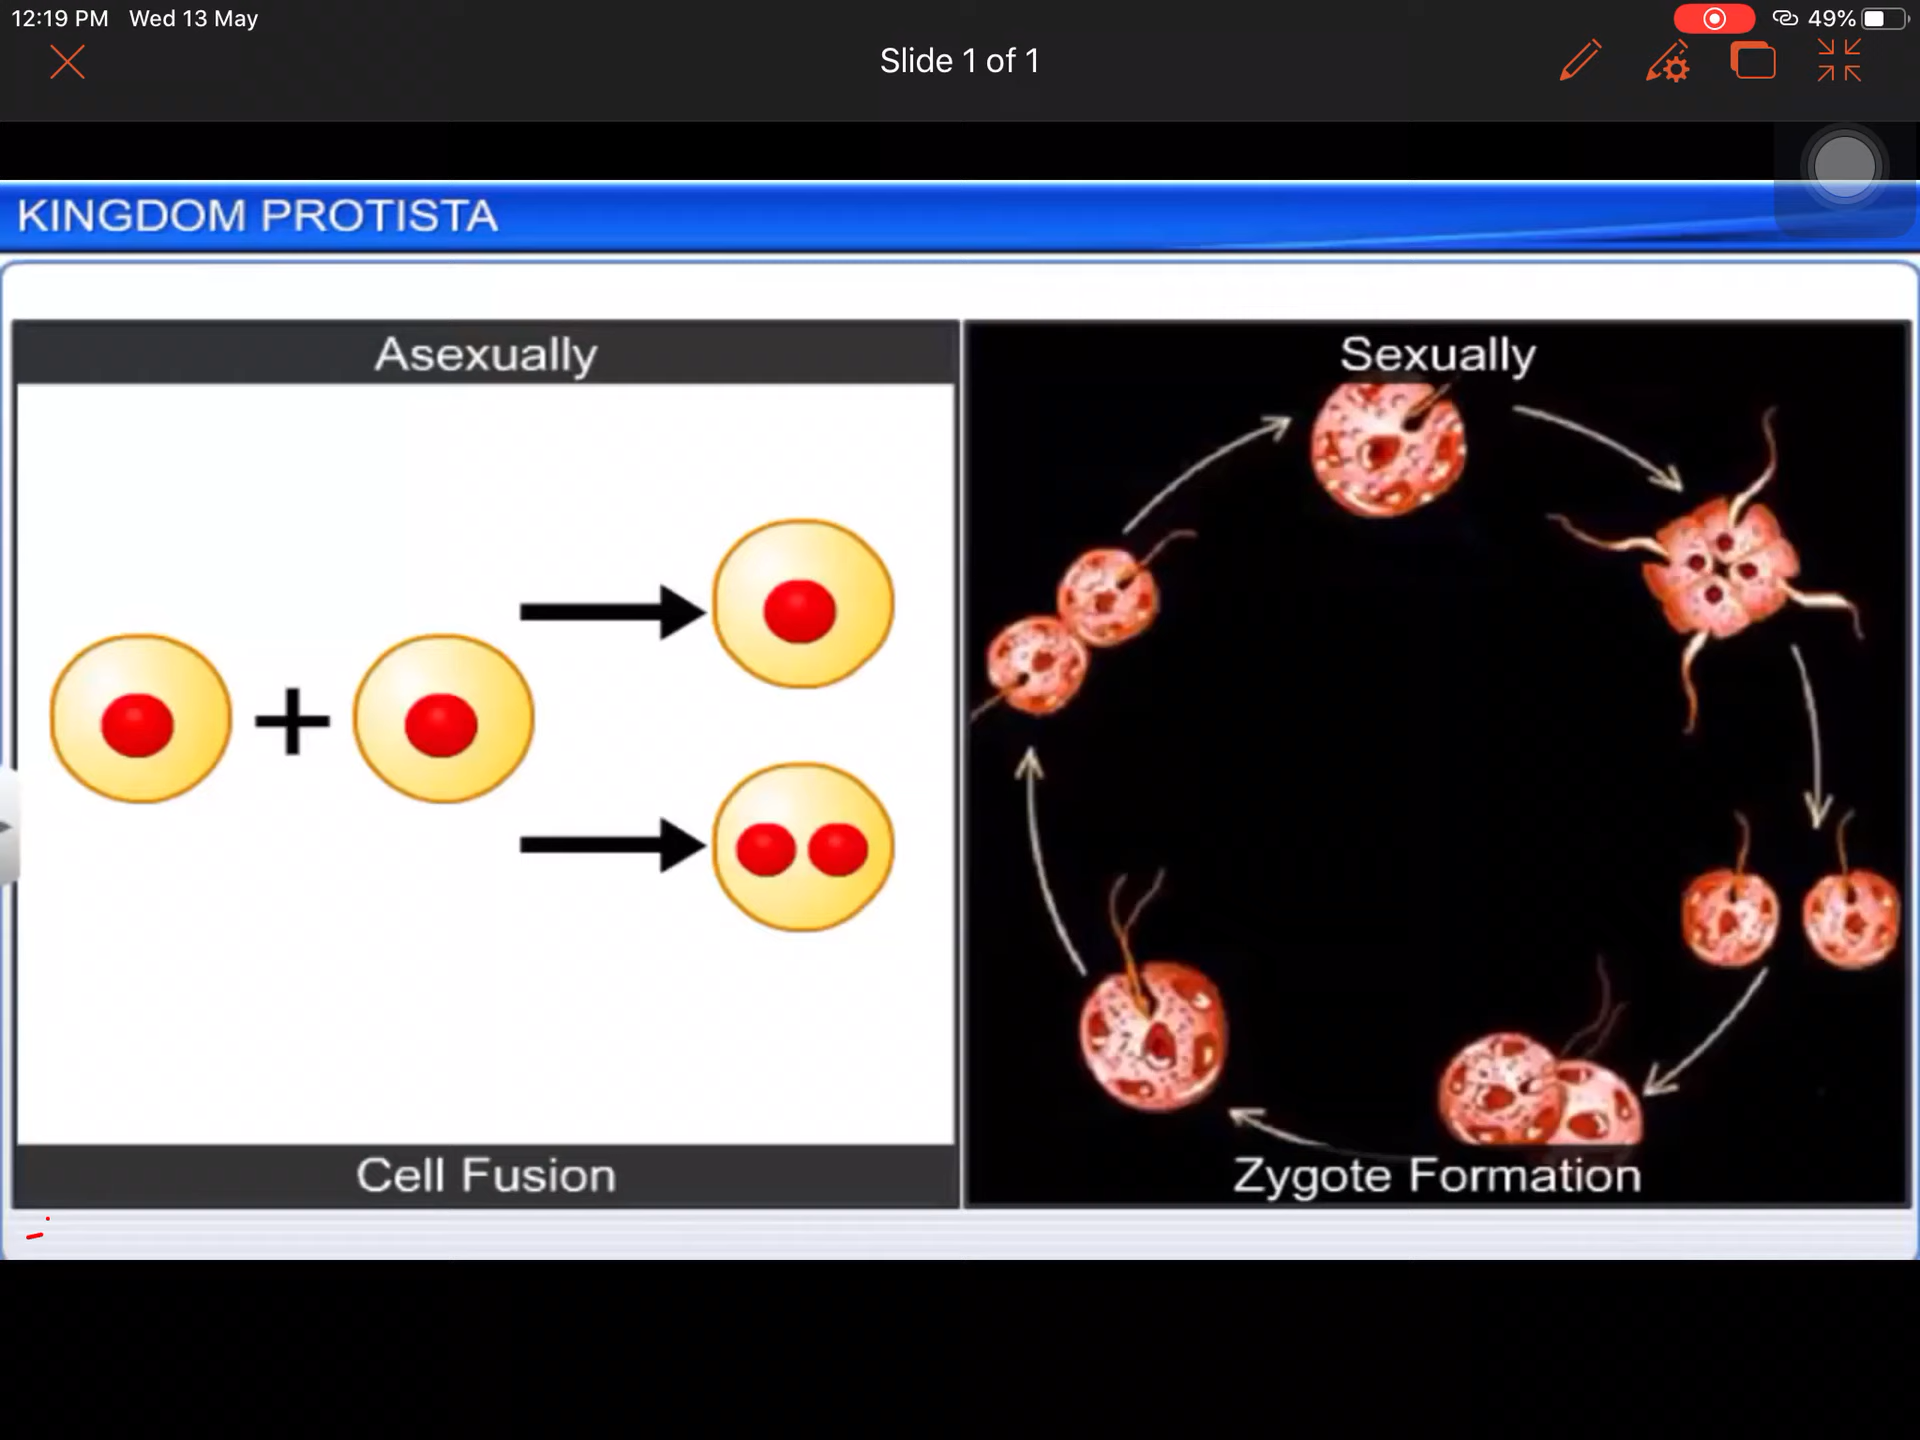 12:19 PM Wed 13 May
49%
Slide 1 of 1
KINGDOM PROTISTA
Asexually
Sexually
+
Cell Fusion
Zygote Formation